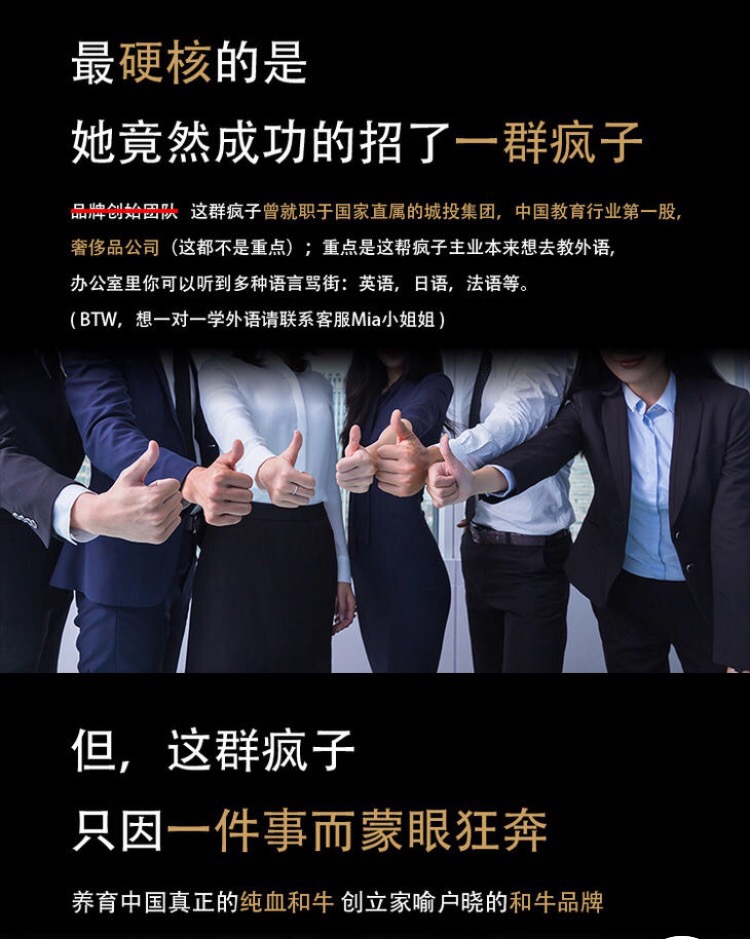 最硬核的是
她竟然成功的招了一群疯子
品牌创始团队 这群疯子曾就职于国家直属的城投集团，中国教育行业第一股，
奢侈品公司（这都不是重点）；重点是这帮疯子主业本来想去教外语,
办公室里你可以听到多种语言骂街：英语，日语，法语等。
( BTW，想一对一学外语请联系客服Mia小姐姐 )
但，这群疯子
只因一件事而蒙眼狂奔
养育中国真正的纯血和牛 创立家喻户晓的和牛品牌